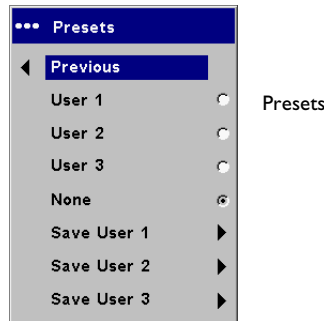 ••• Presets
Previous
User 1
Presets
User 2
User 3
None
Save User 1
Save User 2
Save User 3